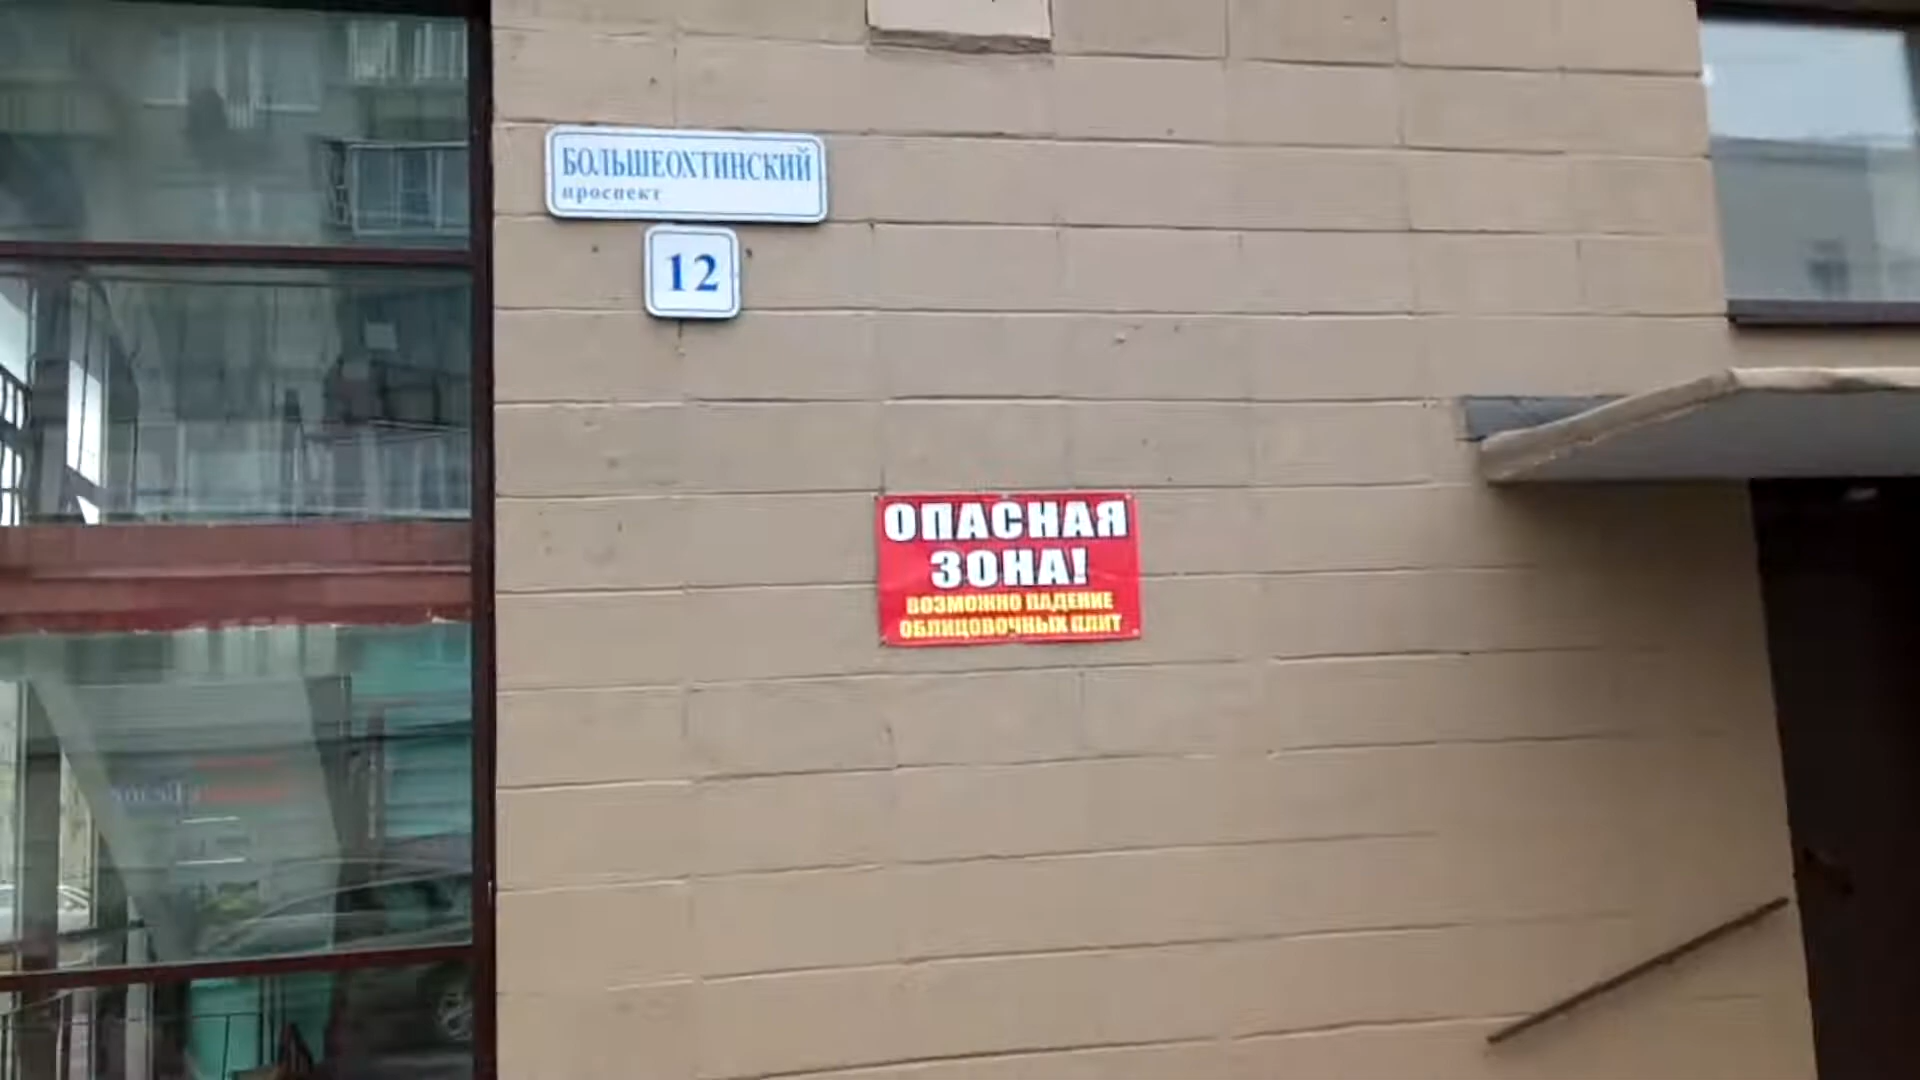 БОЛЬШЕОХТИНСКИЙ
проспект
12
ОПАСНАЯ
ЗОНА!
ВОЗМОЖНО ПАДЕНИЕ
ОБЛИЦОВОЧНЫХ ПЛИТ